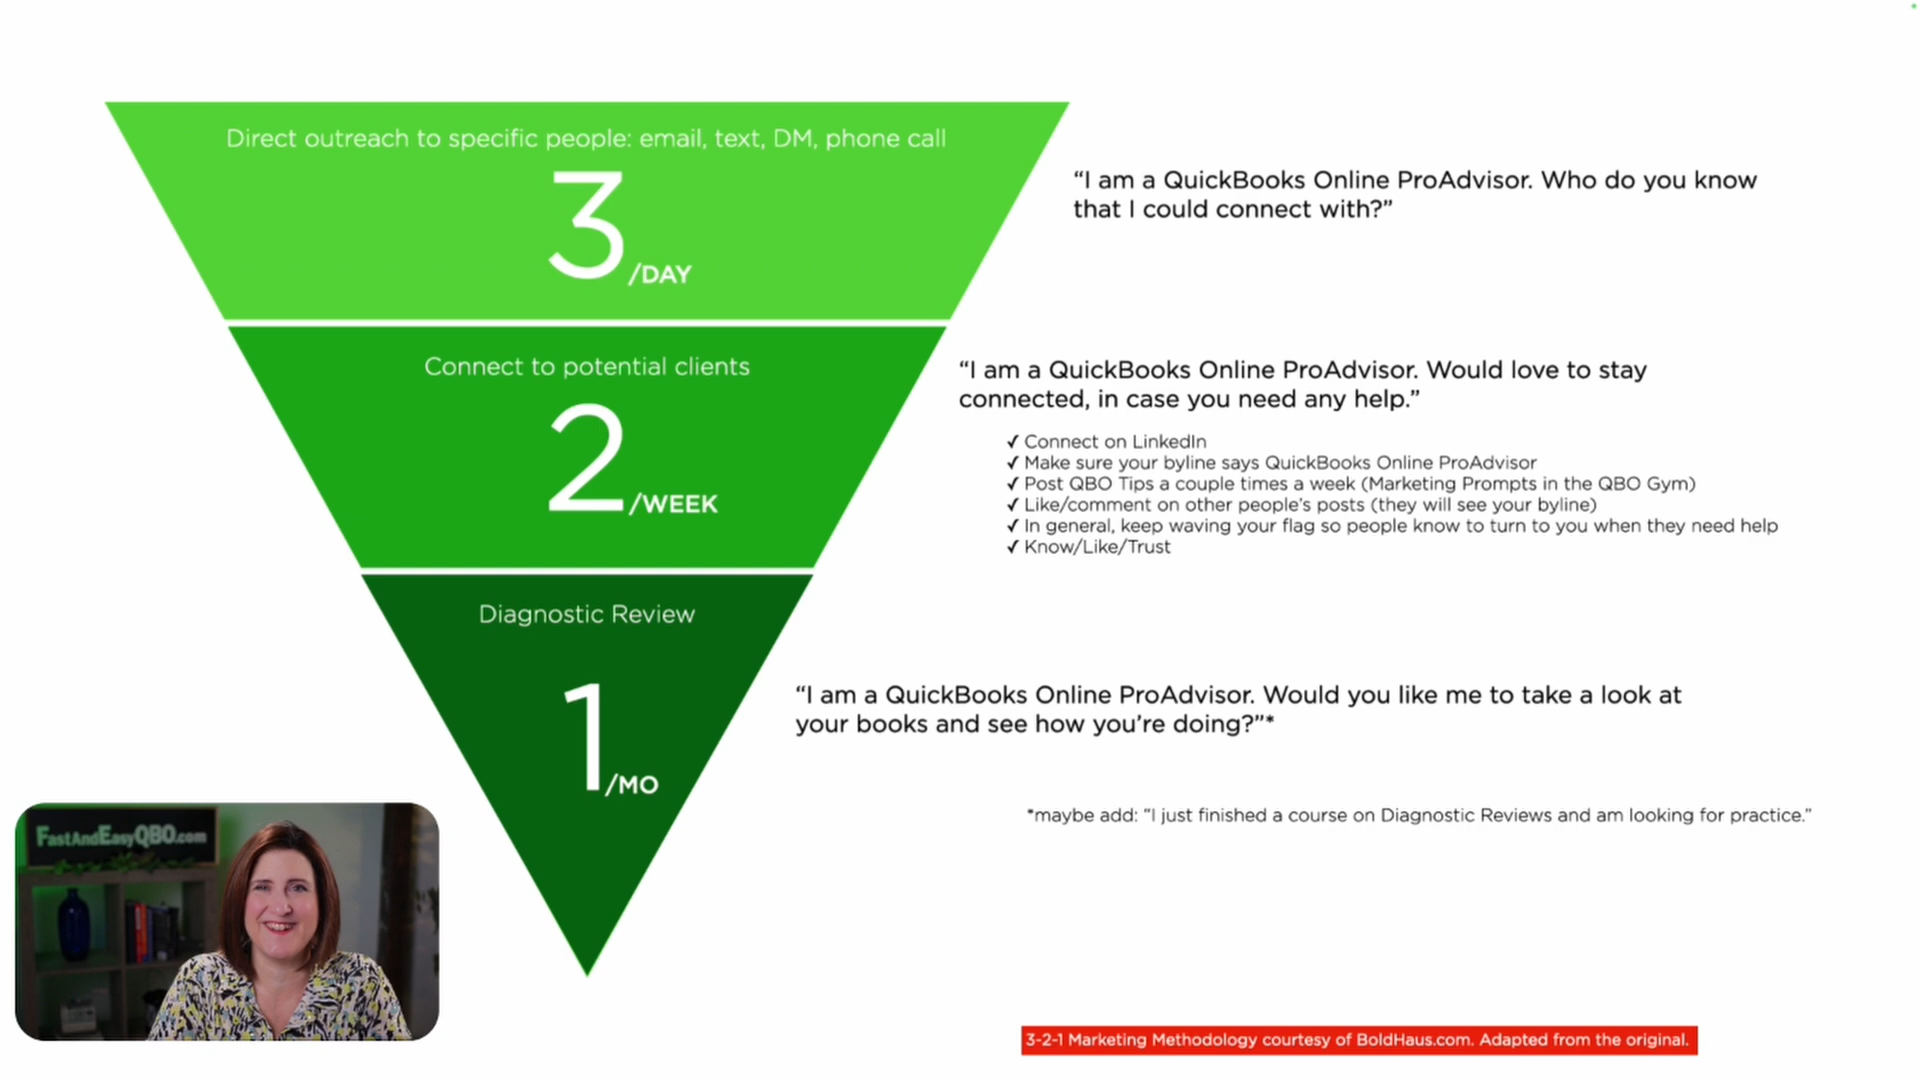 Direct outreach to specific people: email, text, DM, phone call
3/DAY
“I am a QuickBooks Online ProAdvisor. Who do you know
that I could connect with?”
Connect to potential clients
2/WEEK
“I am a QuickBooks Online ProAdvisor. Would love to stay
connected, in case you need any help.”
✓ Connect on LinkedIn
✓ Make sure your byline says QuickBooks Online ProAdvisor
✓ Post QBO Tips a couple times a week (Marketing Prompts in the QBO Gym)
✓ Like/comment on other people’s posts (they will see your byline)
✓ In general, keep waving your flag so people know to turn to you when they need help
✓ Know/Like/Trust
Diagnostic Review
1/MO
“I am a QuickBooks Online ProAdvisor. Would you like me to take a look at
your books and see how you’re doing?”*
*maybe add: “I just finished a course on Diagnostic Reviews and am looking for practice.”
FastAndEasyQBO.com
3-2-1 Marketing Methodology courtesy of BoldHaus.com. Adapted from the original.